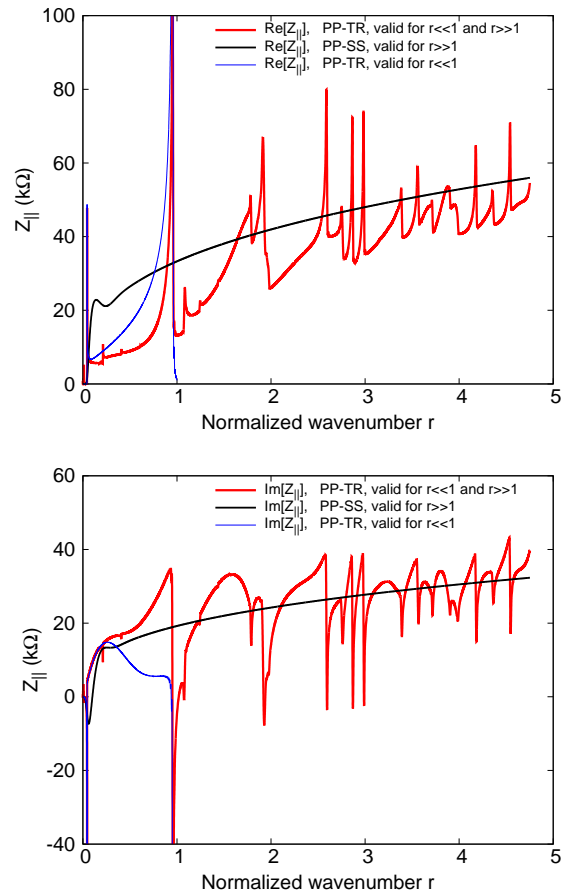 100
80
60
40
20
0
Z|| (kΩ)
Re[Z||], PP-TR, valid for r<<1 and r>>1
Re[Z||], PP-SS, valid for r>>1
Re[Z||], PP-TR, valid for r<<1
0 1 2 3 4 5
Normalized wavenumber r
60
40
20
0
-20
-40
Z|| (kΩ)
Im[Z||], PP-TR, valid for r<<1 and r>>1
Im[Z||], PP-SS, valid for r>>1
Im[Z||], PP-TR, valid for r<<1
0 1 2 3 4 5
Normalized wavenumber r